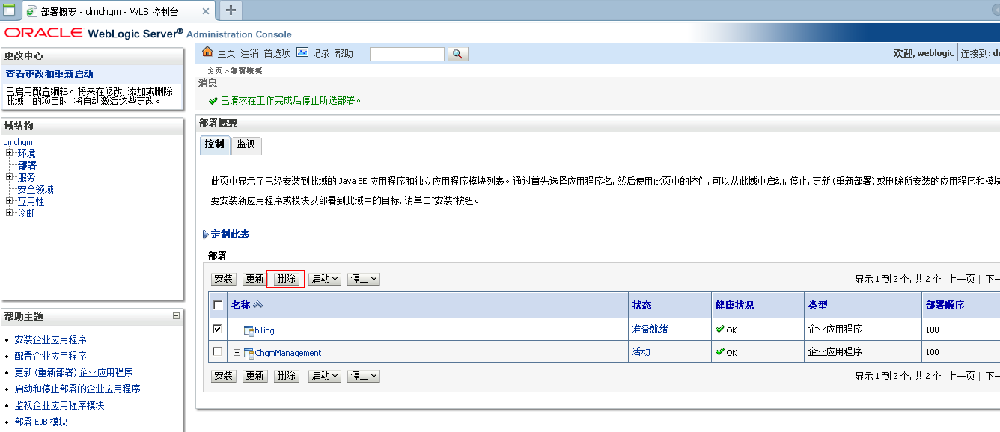 部署概要 - dmchgm - WLS 控制台
ORACLE WebLogic Server® Administration Console
更改中心
查看更改和重新启动
已启用配置编辑。将来在修改, 添加或删除
此域中的项目时, 将自动激活这些更改。
域结构
dmchgm
环境
部署
服务
安全领域
互用性
诊断
帮助主题
安装企业应用程序
配置企业应用程序
更新 (重新部署) 企业应用程序
启动和停止部署的企业应用程序
监视企业应用程序模块
部署 EJB 模块
主页 注销 首选项 记录 帮助
欢迎, weblogic 连接到:
主页 > 部署概要
消息
已请求在工作完成后停止所选部署。
部署概要
控制 监视
此页中显示了已经安装到此域的 Java EE 应用程序和独立应用程序模块列表。通过首先选择应用程序名, 然后使用此页中的控件, 可以从此域中启动, 停止, 更新 (重新部署) 或删除所安装的应用程序和模块
要安装新应用程序或模块以部署到此域中的目标, 请单击“安装”按钮。
定制此表
部署
安装 更新 删除 启动 停止 显示 1 到 2 个, 共 2 个 上一页 | 下一
名称 状态 健康状况 类型 部署顺序
billing 准备就绪 OK 企业应用程序 100
ChgmManagement 活动 OK 企业应用程序 100
安装 更新 删除 启动 停止 显示 1 到 2 个, 共 2 个 上一页 | 下一